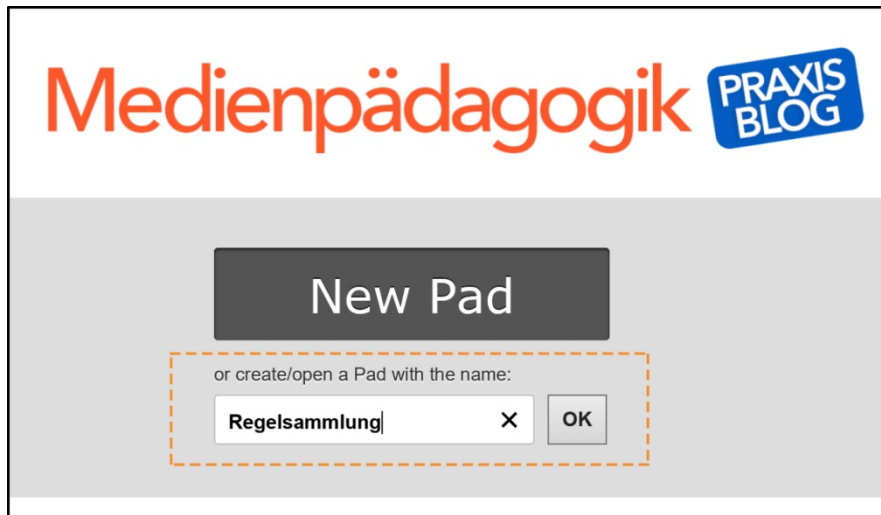 Medienpädagogik PRAXIS BLOG
New Pad
or create/open a Pad with the name:
Regelsammlung
OK